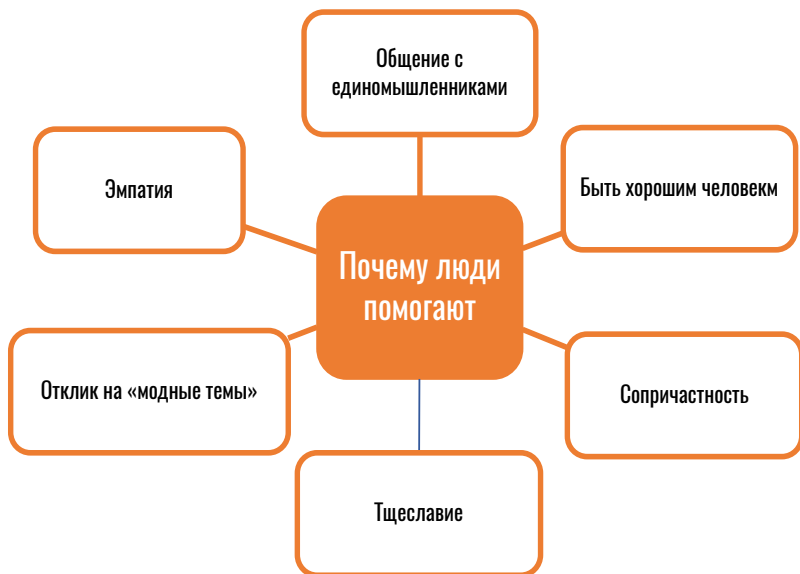 Общение с
единомышленниками
Эмпатия
Быть хорошим человекм
Почему люди
помогают
Отклик на «модные темы»
Сопричастность
Тщеславие